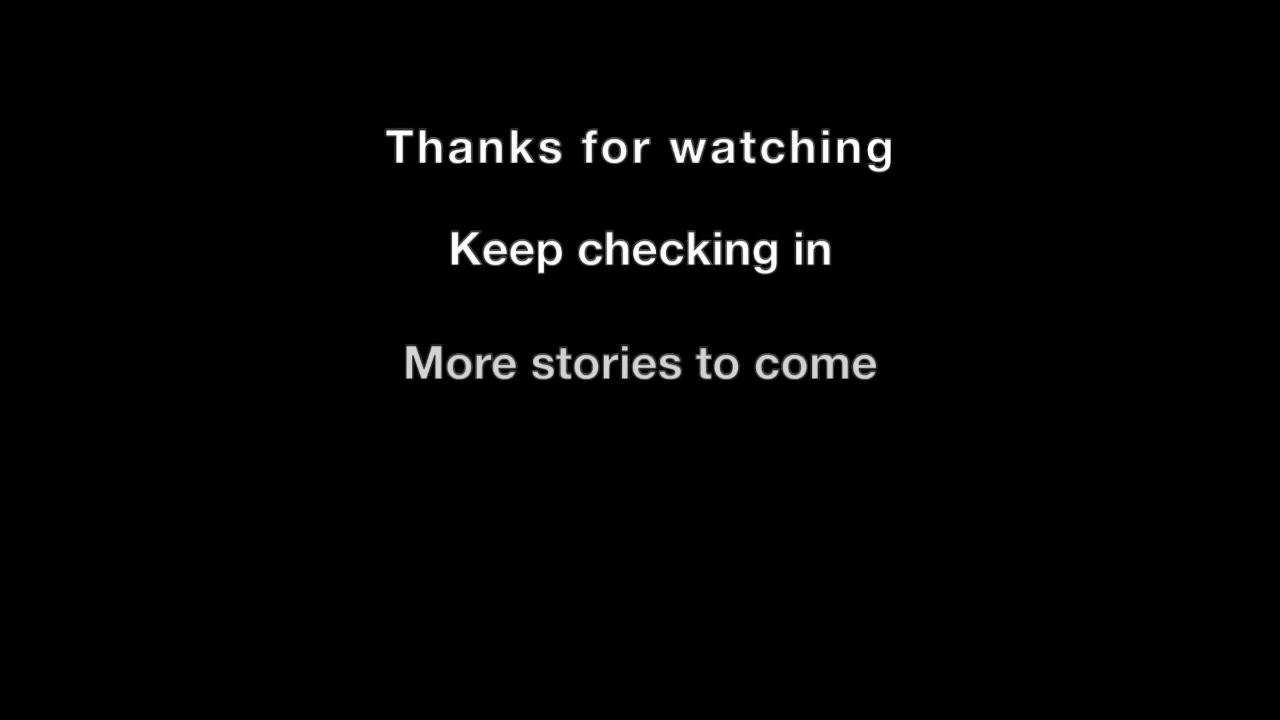 Thanks for watching
Keep checking in
More stories to come